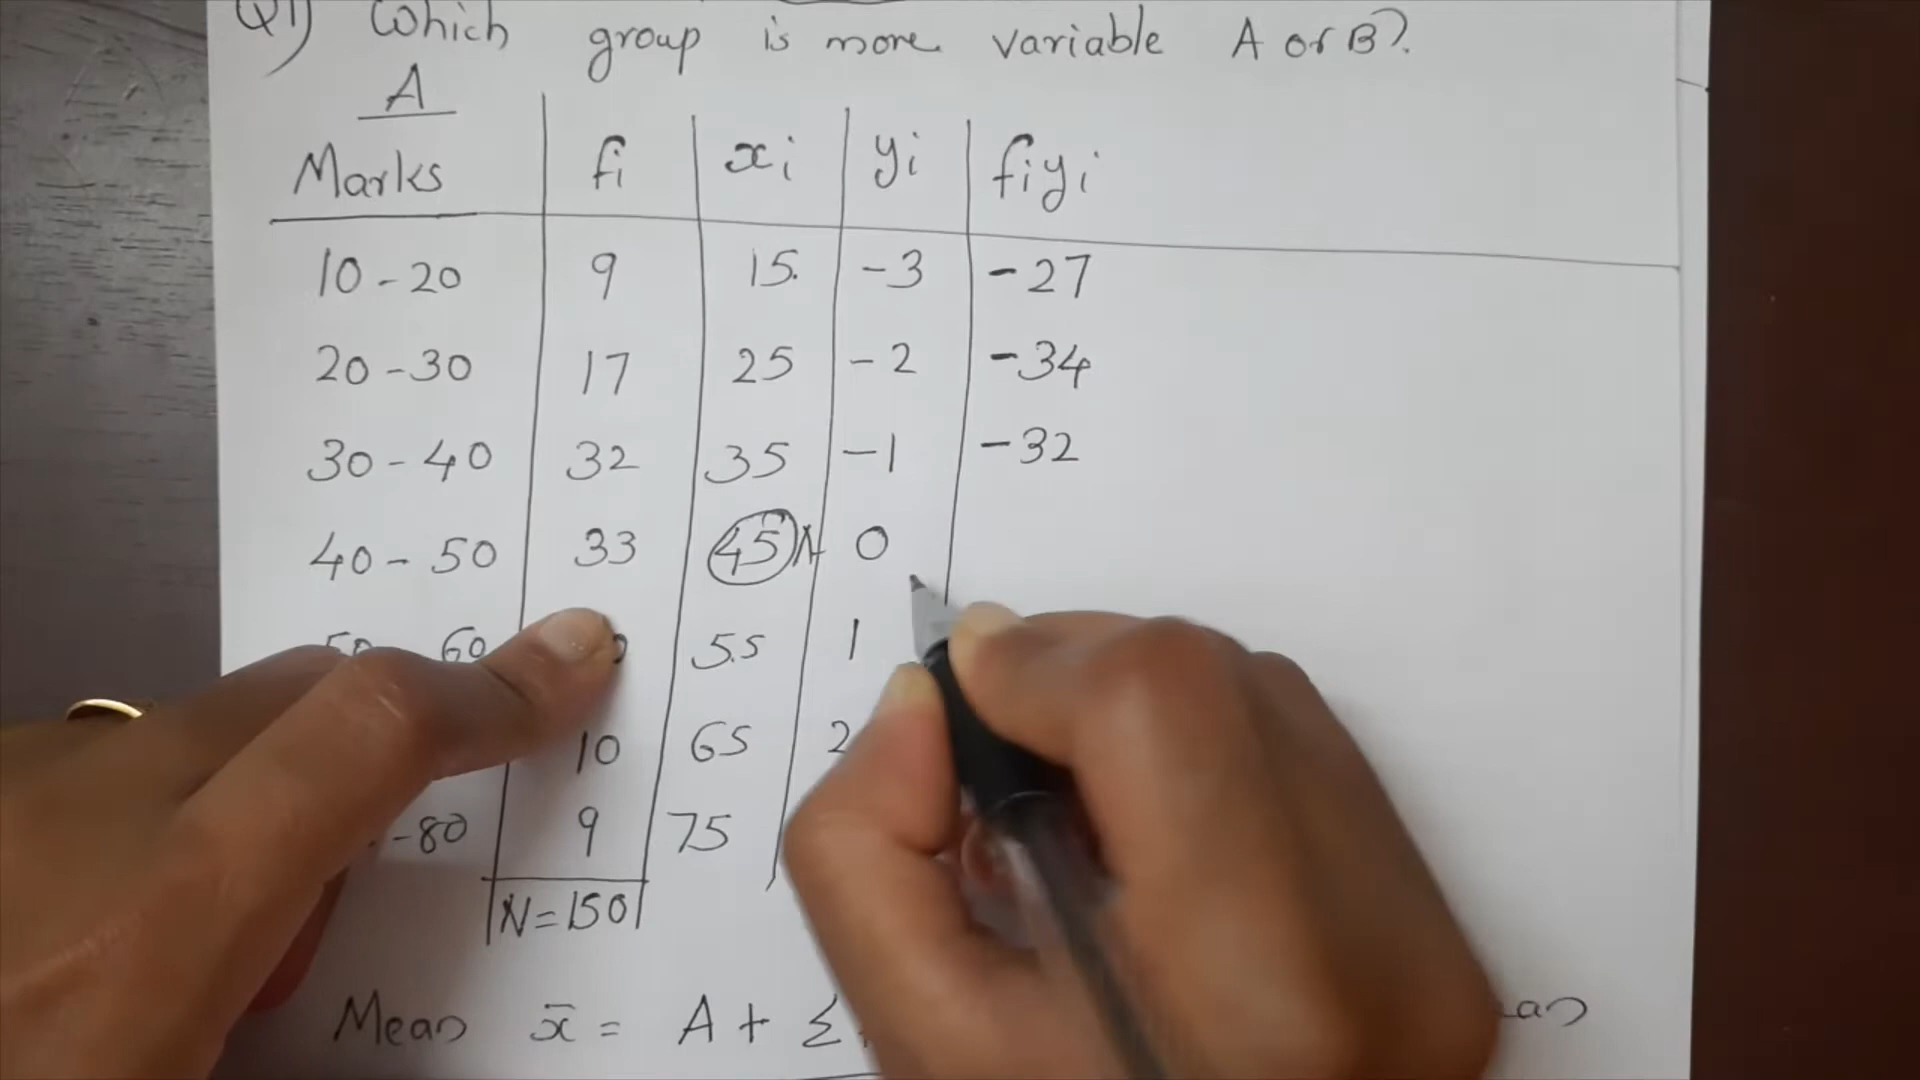 Q1) Which group is more variable A or B?
A
Marks fi xi yi fiyi
10-20 9 15. -3 -27
20-30 17 25 -2 -34
30-40 32 35 -1 -32
40-50 33 45 A 0
50 60 55 1
10 65 2
-80 9 75
N=150
Mean x̄ = A + Σ